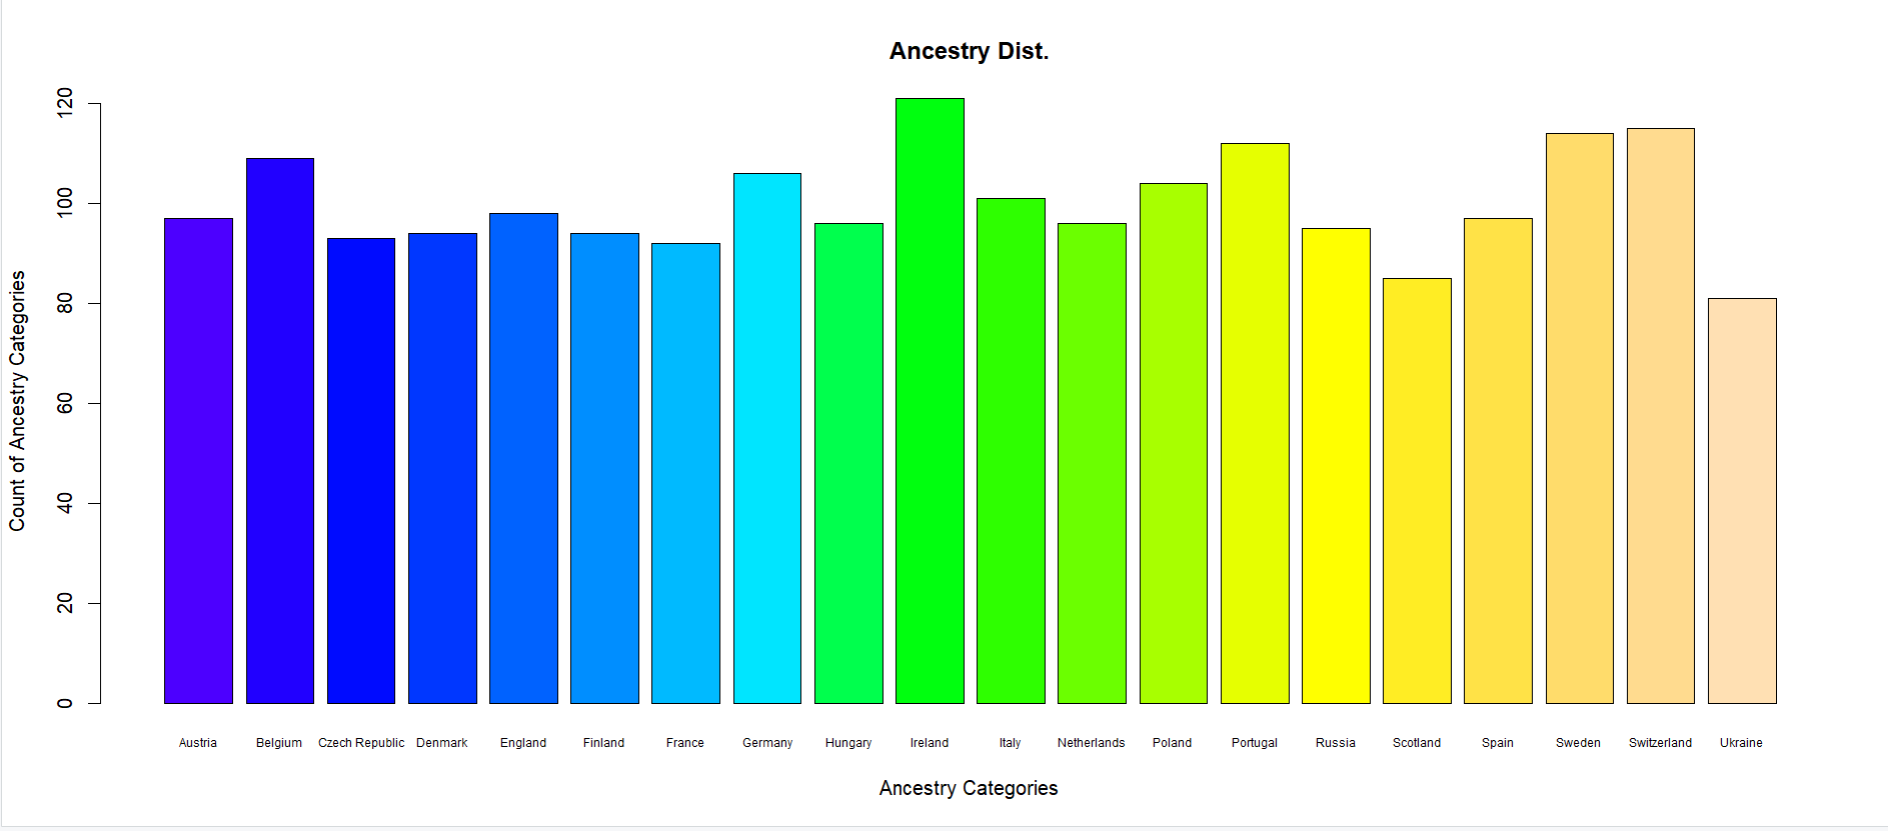 Ancestry Dist.
Count of Ancestry Categories
120
100
80
60
40
20
0
Austria Belgium Czech Republic Denmark England Finland France Germany Hungary Ireland Italy Netherlands Poland Portugal Russia Scotland Spain Sweden Switzerland Ukraine
Ancestry Categories